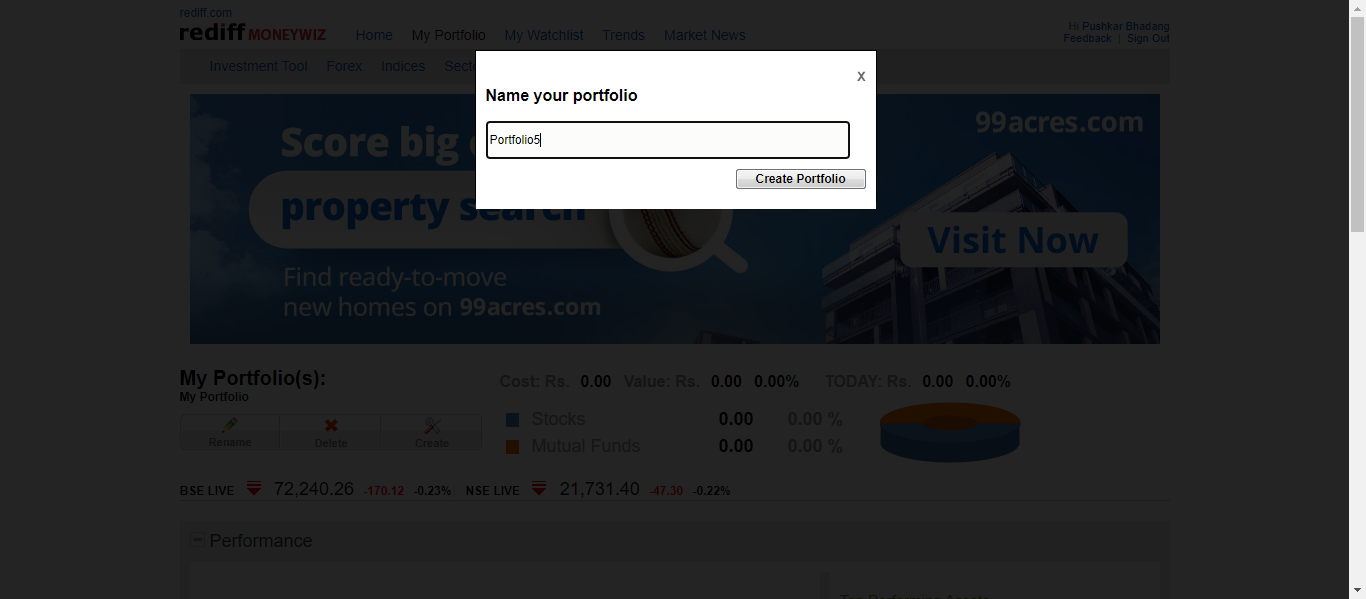 rediff.com
rediff MONEYWIZ Home My Portfolio My Watchlist Trends Market News
Hi Pushkar Bhadang
Feedback | Sign Out
Investment Tool Forex Indices
X
Name your portfolio
Portfolio5
Create Portfolio
Score big
99acres.com
property search
Visit Now
Find ready-to-move
new homes on 99acres.com
My Portfolio(s):
My Portfolio
Cost: Rs. 0.00 Value: Rs. 0.00 0.00% TODAY: Rs. 0.00 0.00%
Rename Delete Create
Stocks 0.00 0.00 %
Mutual Funds 0.00 0.00 %
BSE LIVE 72,240.26 -170.12 -0.23% NSE LIVE 21,731.40 -47.30 -0.22%
Performance
Top Performing Assets